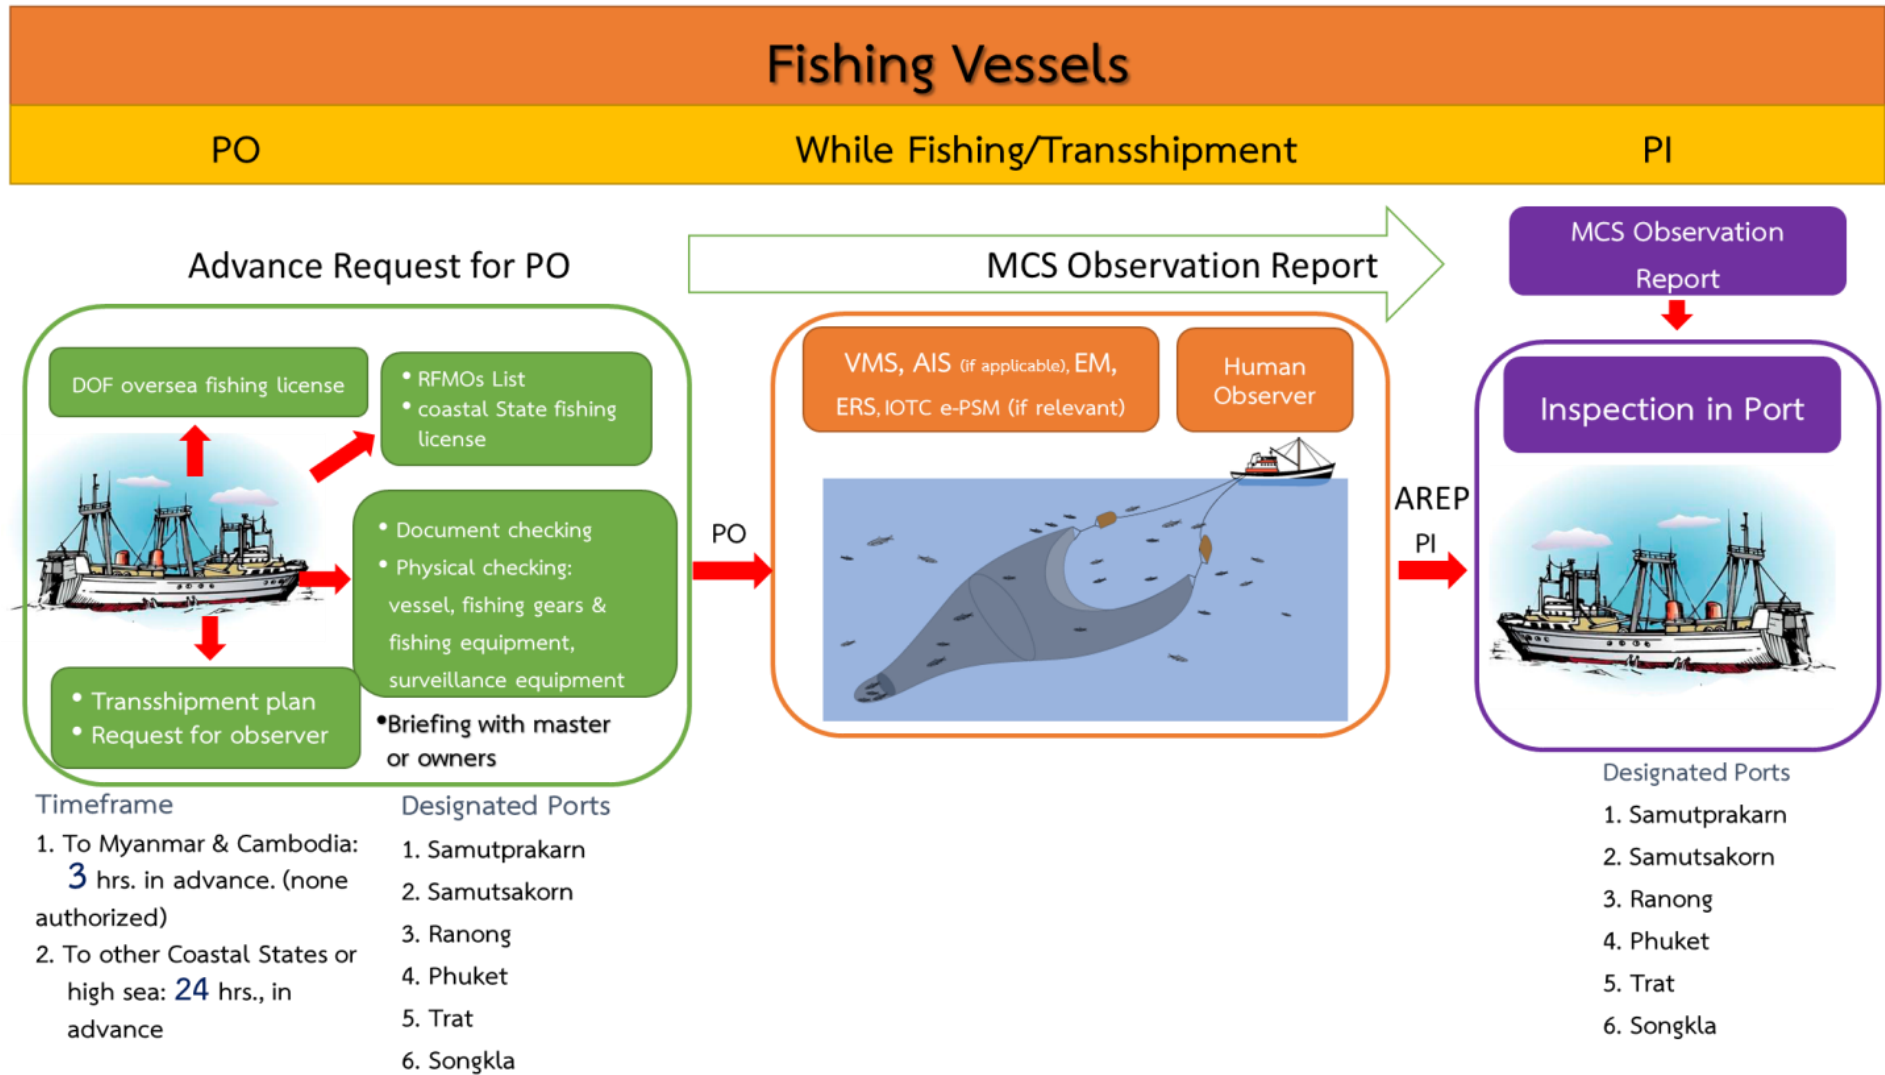 Fishing Vessels
PO
While Fishing/Transshipment
PI
Advance Request for PO
DOF oversea fishing license
• RFMOs List
• coastal State fishing
license
• Document checking
• Physical checking:
vessel, fishing gears &
fishing equipment,
surveillance equipment
• Transshipment plan
• Request for observer
•Briefing with master
or owners
Timeframe
1. To Myanmar & Cambodia:
3 hrs. in advance. (none
authorized)
2. To other Coastal States or
high sea: 24 hrs., in
advance
Designated Ports
1. Samutprakarn
2. Samutsakorn
3. Ranong
4. Phuket
5. Trat
6. Songkla
PO
MCS Observation Report
VMS, AIS (if applicable), EM,
ERS, IOTC e-PSM (if relevant)
Human
Observer
AREP
PI
MCS Observation
Report
Inspection in Port
Designated Ports
1. Samutprakarn
2. Samutsakorn
3. Ranong
4. Phuket
5. Trat
6. Songkla